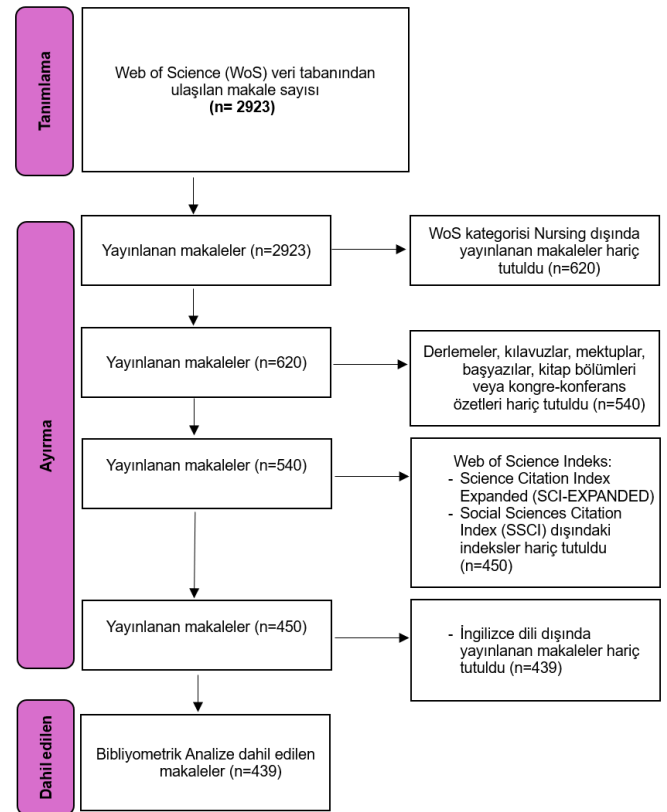 Tanımlama
Web of Science (WoS) veri tabanından
ulaşılan makale sayısı
(n= 2923)
Ayırma
Yayınlanan makaleler (n=2923)
WoS kategorisi Nursing dışında
yayınlanan makaleler hariç
tutuldu (n=620)
Yayınlanan makaleler (n=620)
Derlemeler, kılavuzlar, mektuplar,
başyazılar, kitap bölümleri
veya kongre-konferans
özetleri hariç tutuldu (n=540)
Yayınlanan makaleler (n=540)
Web of Science Indeks:
- Science Citation Index
Expanded (SCI-EXPANDED)
- Social Sciences Citation
Index (SSCI) dışındaki
indeksler hariç tutuldu
(n=450)
Yayınlanan makaleler (n=450)
- İngilizce dili dışında
yayınlanan makaleler hariç
tutuldu (n=439)
Dahil edilen
Bibliyometrik Analize dahil edilen
makaleler (n=439)